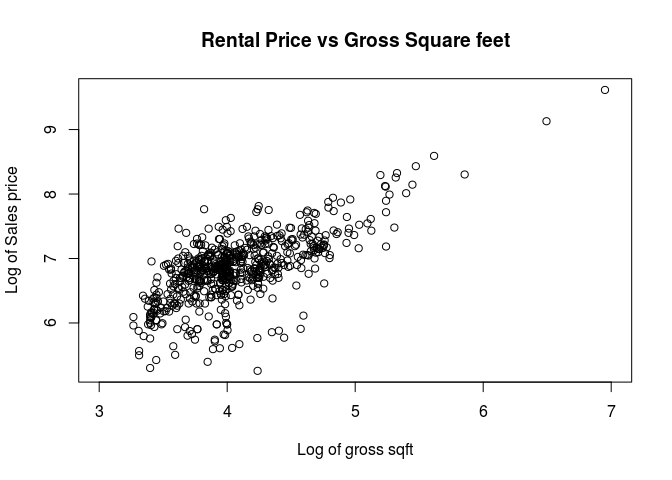 Rental Price vs Gross Square feet
Log of Sales price
9
8
7
6
3 4 5 6 7
Log of gross sqft